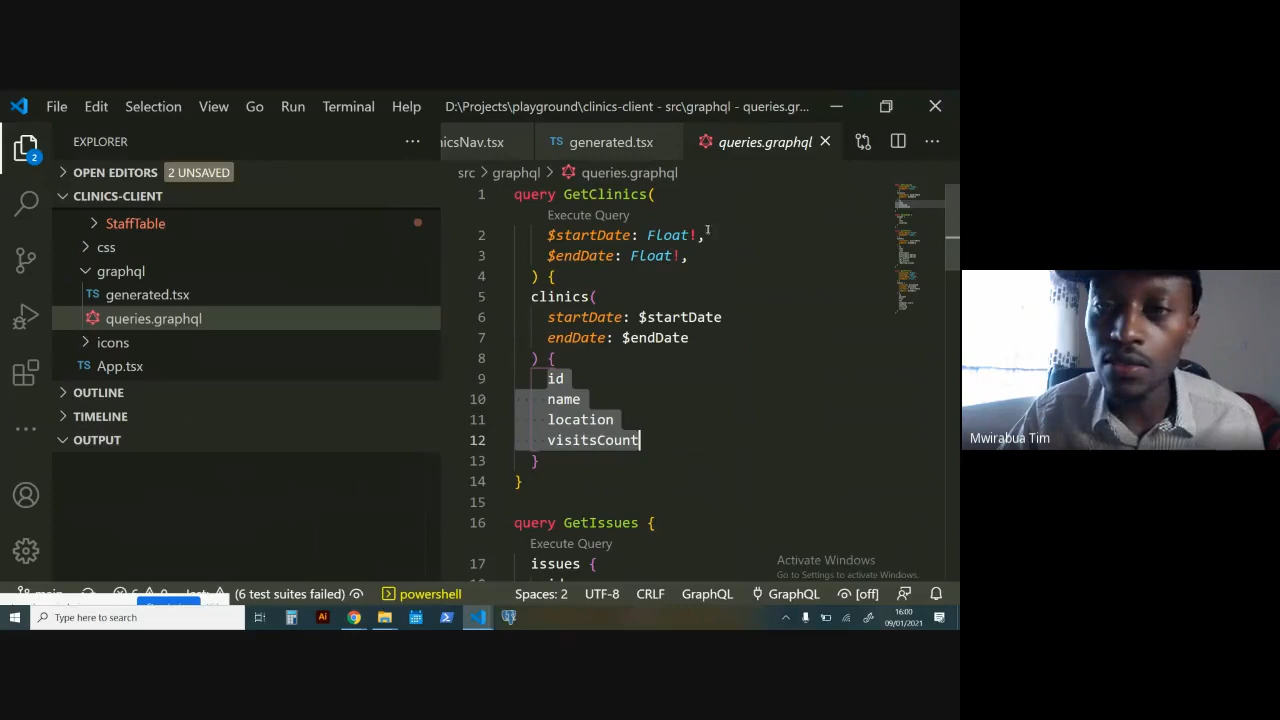 File Edit Selection View Go Run Terminal Help D:\Projects\playground\clinics-client - src\graphql - queries.gr...
EXPLORER
OPEN EDITORS 2 UNSAVED
CLINICS-CLIENT
StaffTable
css
graphql
generated.tsx
queries.graphql
icons
App.tsx
OUTLINE
TIMELINE
OUTPUT
2
icsNav.tsx generated.tsx queries.graphql
src > graphql > queries.graphql
1 query GetClinics(
Execute Query
2 $startDate: Float!,
3 $endDate: Float!,
4 ) {
5 clinics(
6 startDate: $startDate
7 endDate: $endDate
8 ) {
9 id
10 name
11 location
12 visitsCount
13 }
14 }
15
16 query GetIssues {
Execute Query
17 issues {
Activate Windows
Go to Settings to activate Windows.
(6 test suites failed) powershell Spaces: 2 UTF-8 CRLF GraphQL GraphQL [off]
Type here to search
16:00
09/01/2021
Mwirabua Tim